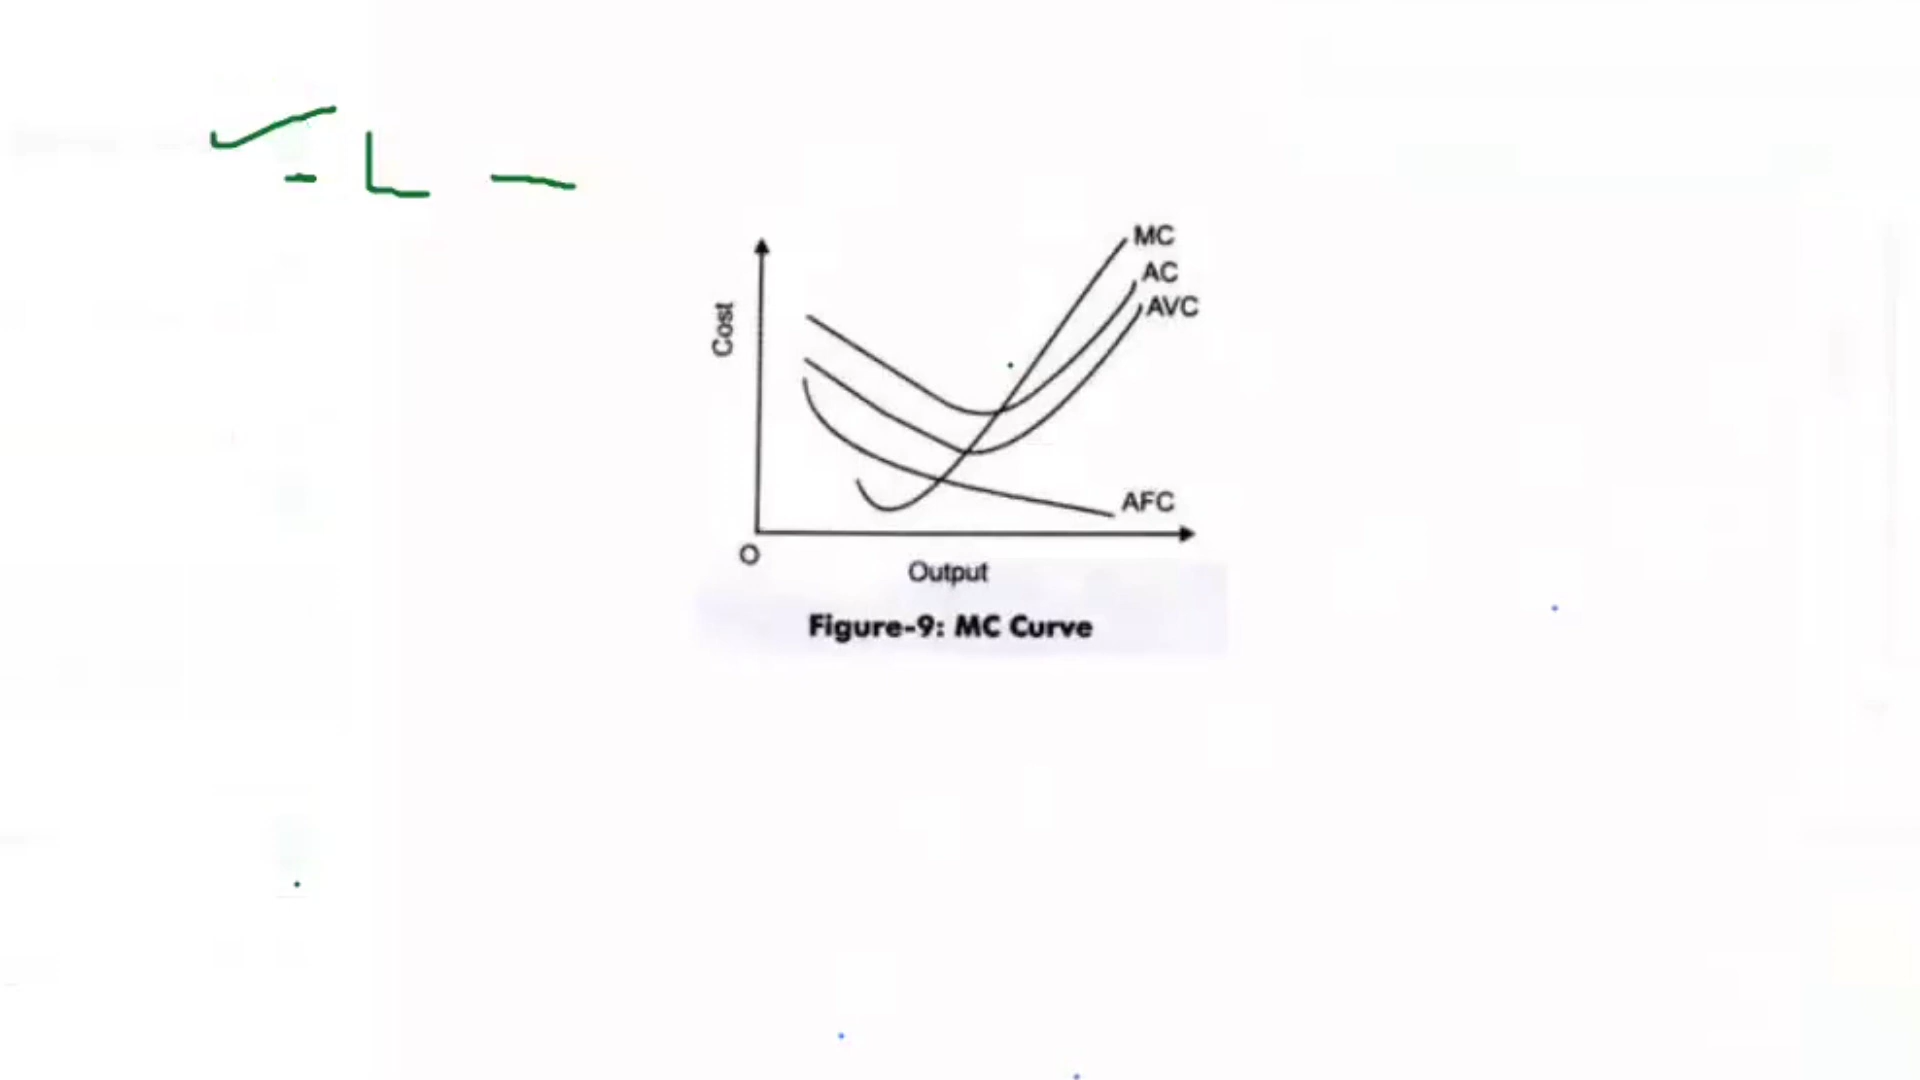 MC
AC
AVC
Cost
AFC
O
Output
Figure-9: MC Curve